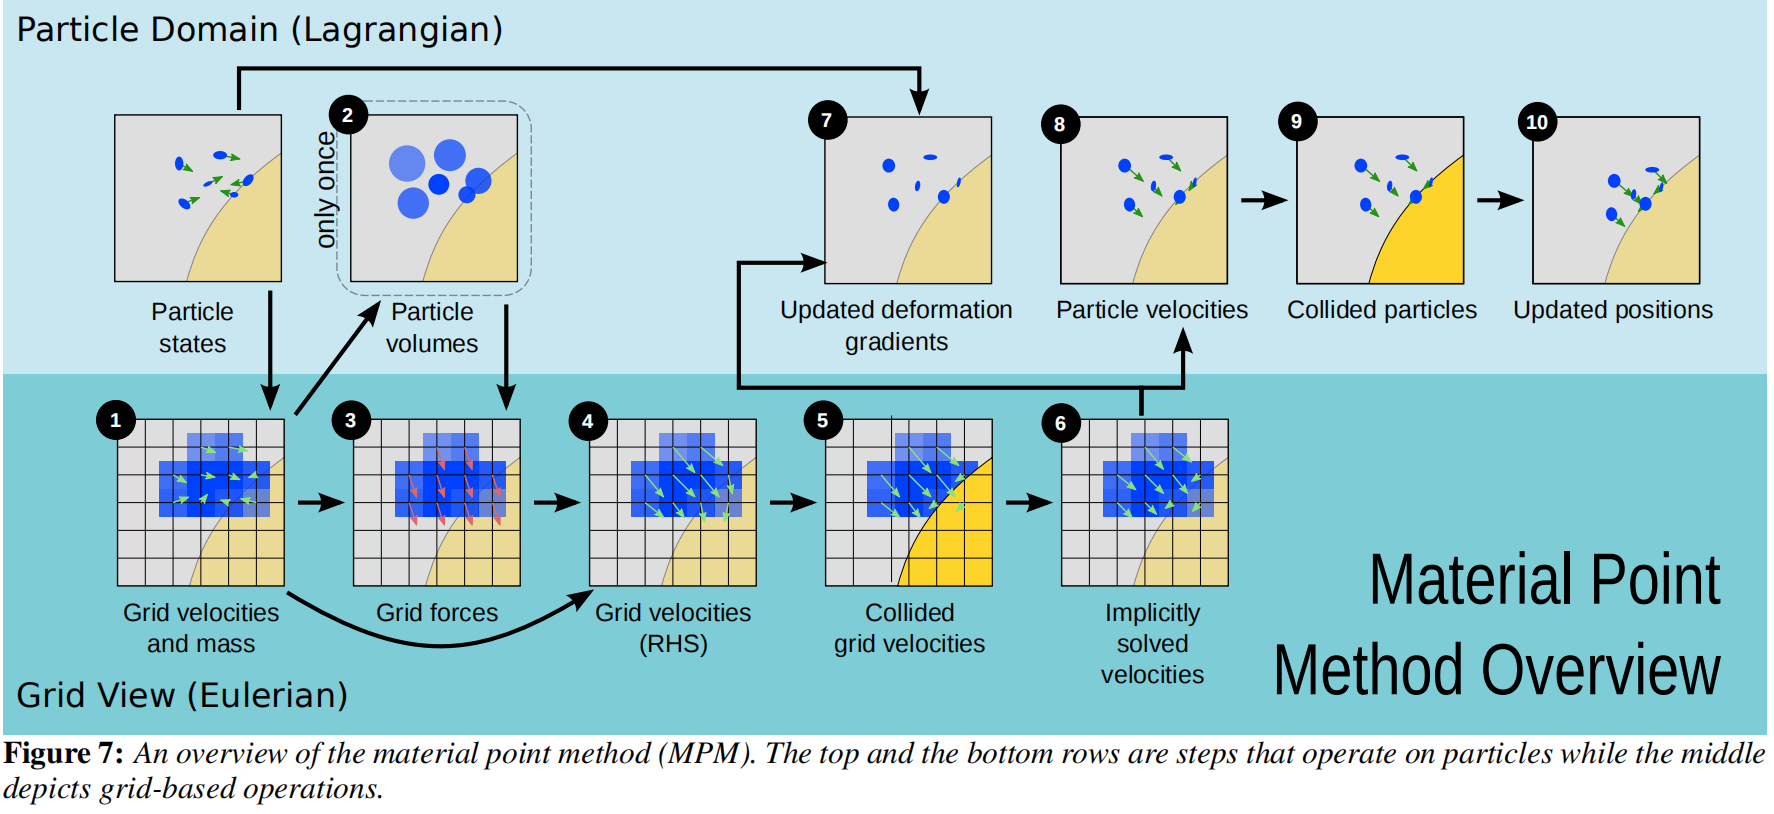 Particle Domain (Lagrangian)
2
7
8
9
10
only once
Particle
states
Particle
volumes
Updated deformation
gradients
Particle velocities
Collided particles
Updated positions
1
3
4
5
6
Grid velocities
and mass
Grid forces
Grid velocities
(RHS)
Collided
grid velocities
Implicitly
solved
velocities
Material Point
Method Overview
Grid View (Eulerian)
Figure 7: An overview of the material point method (MPM). The top and the bottom rows are steps that operate on particles while the middle
depicts grid-based operations.